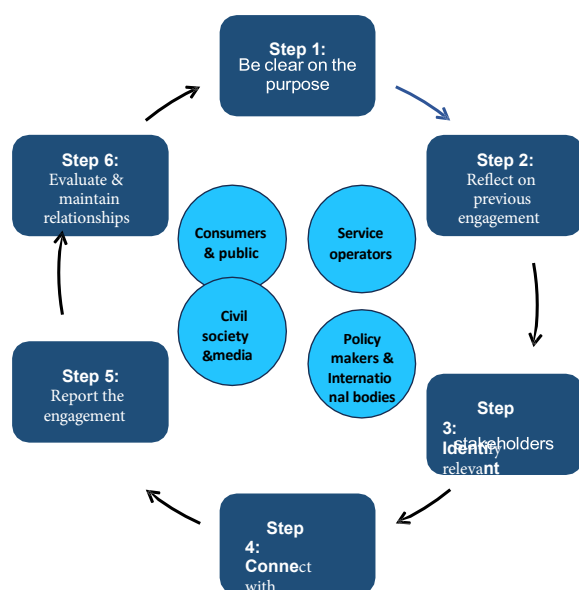 Step 1:
Be clear on the
purpose
Step 2:
Reflect on
previous
engagement
Step
3:
Identify
stakeholders
relevant
Step
4:
Connect
with
Step 5:
Report the
engagement
Step 6:
Evaluate &
maintain
relationships
Consumers
& public
Service
operators
Civil
society
&media
Policy
makers &
Internatio
nal bodies